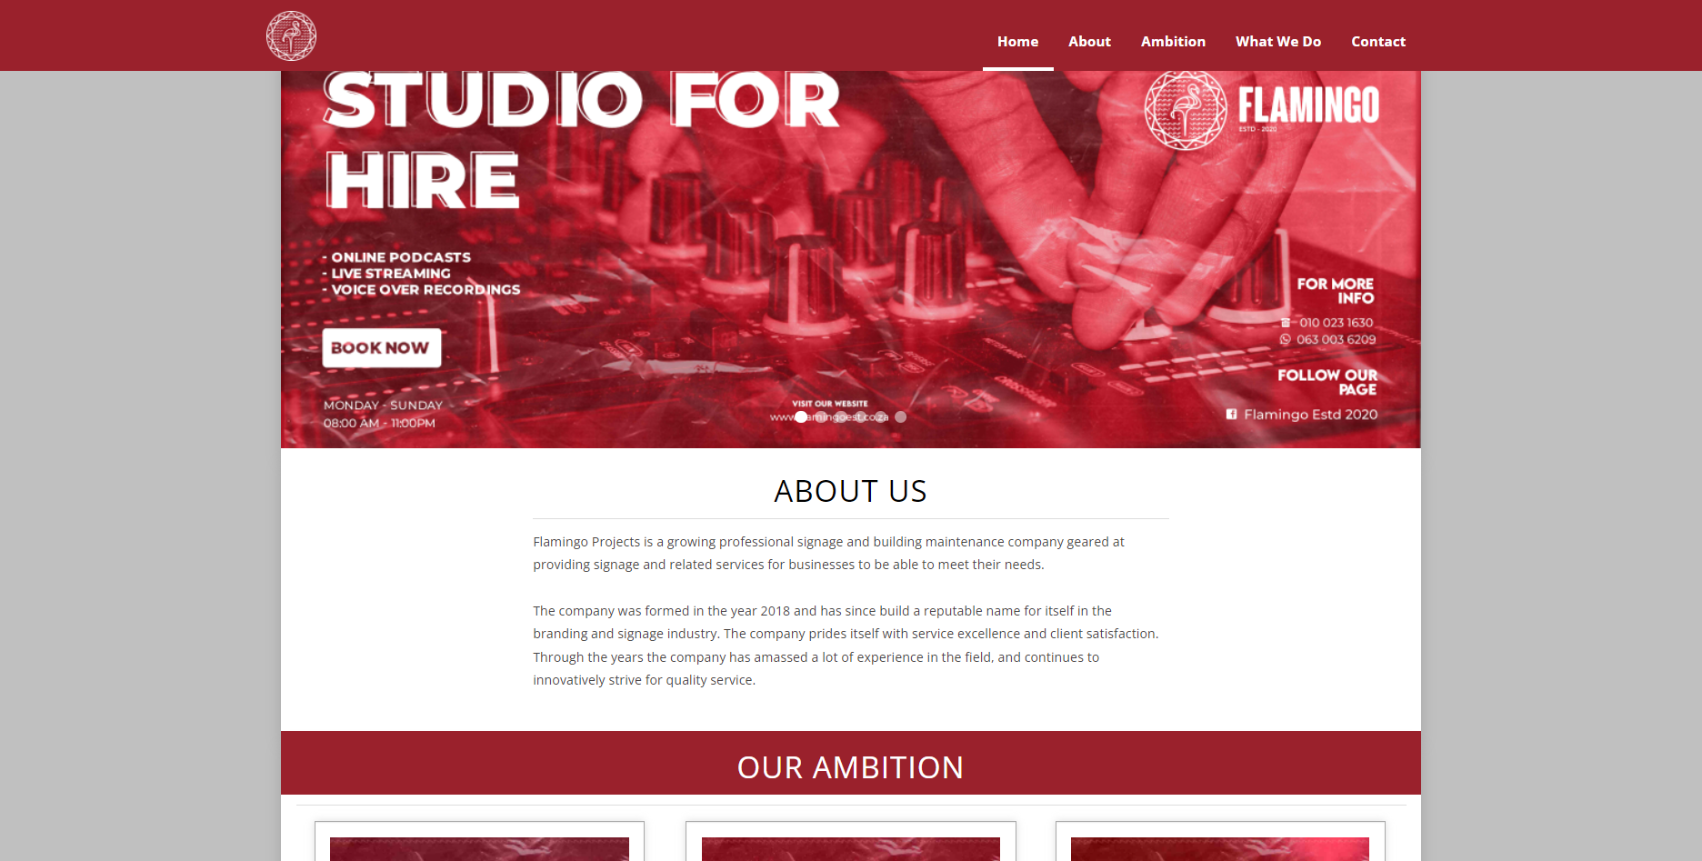 Home About Ambition What We Do Contact
STUDIO FOR
HIRE
FLAMINGO
ESTD - 2020
- ONLINE PODCASTS
- LIVE STREAMING
- VOICE OVER RECORDINGS
BOOK NOW
MONDAY - SUNDAY
08:00 AM - 11:00PM
VISIT OUR WEBSITE
FOR MORE
INFO
010 023 1630
063 003 6209
FOLLOW OUR
PAGE
Flamingo Estd 2020
ABOUT US
Flamingo Projects is a growing professional signage and building maintenance company geared at
providing signage and related services for businesses to be able to meet their needs.
The company was formed in the year 2018 and has since build a reputable name for itself in the
branding and signage industry. The company prides itself with service excellence and client satisfaction.
Through the years the company has amassed a lot of experience in the field, and continues to
innovatively strive for quality service.
OUR AMBITION